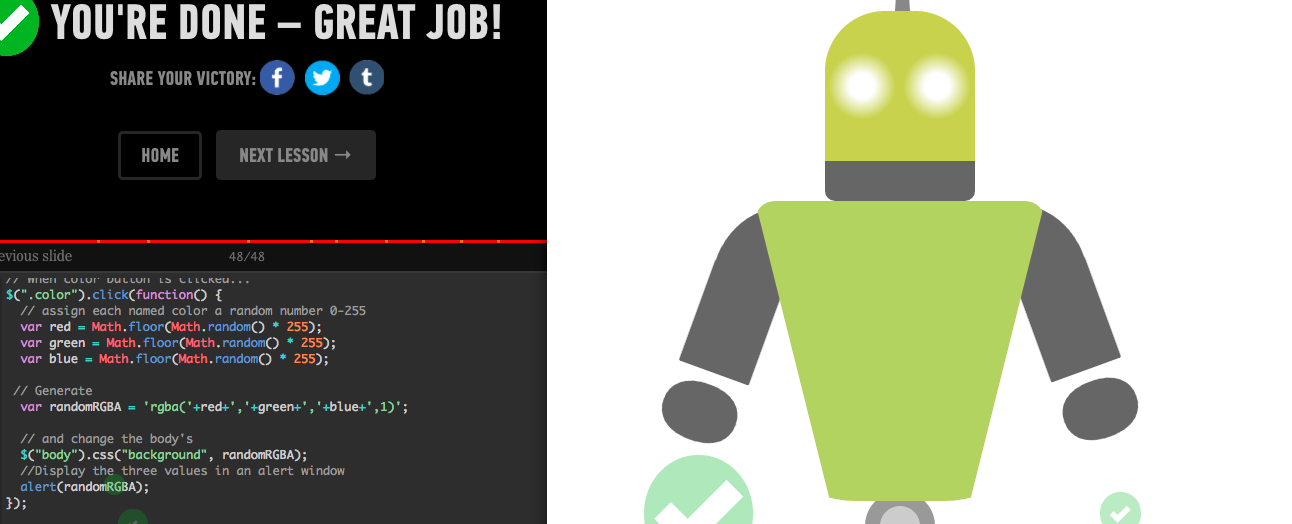 YOU'RE DONE – GREAT JOB!
SHARE YOUR VICTORY:
HOME
NEXT LESSON →
evious slide
48/48
// When color button is clicked...
$(".color").click(function() {
// assign each named color a random number 0-255
var red = Math.floor(Math.random() * 255);
var green = Math.floor(Math.random() * 255);
var blue = Math.floor(Math.random() * 255);
// Generate
var randomRGBA = 'rgba('+red+','+green+','+blue+',1)';
// and change the body's
$("body").css("background", randomRGBA);
//Display the three values in an alert window
alert(randomRGBA);
});